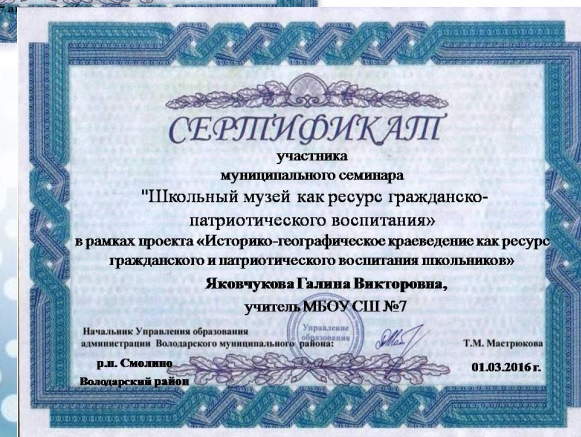 СЕРТИФИКАТ
участника
муниципального семинара
"Школьный музей как ресурс гражданско-
патриотического воспитания»
в рамках проекта «Историко-географическое краеведение как ресурс
гражданского и патриотического воспитания школьников»
Яковчукова Галина Викторовна,
учитель МБОУ СШ №7
Начальник Управления образования
администрации Володарского муниципального района:
Управление
образования
Т.М. Мастрюкова
р.п. Смолино
01.03.2016 г.
Володарский район